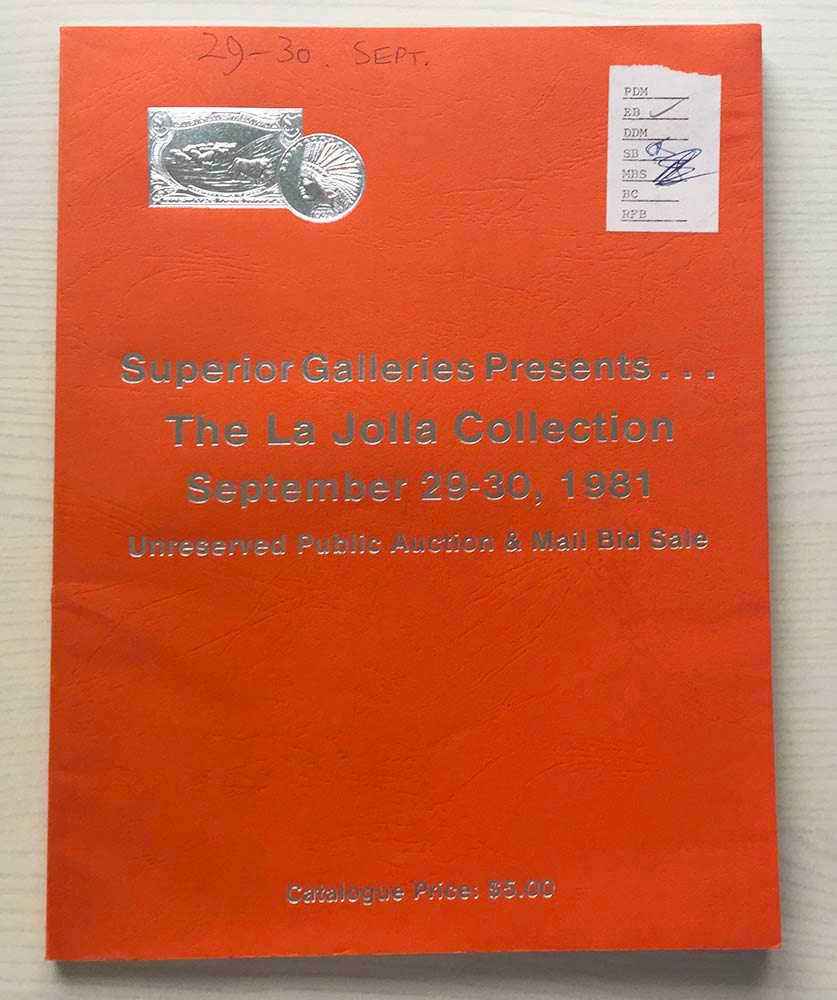 29-30. SEPT.
PDM
EB
DDM
SB
MBS
BC
RFB
Superior Galleries Presents...
The La Jolla Collection
September 29-30, 1981
Unreserved Public Auction & Mail Bid Sale
Catalogue Price: $5.00